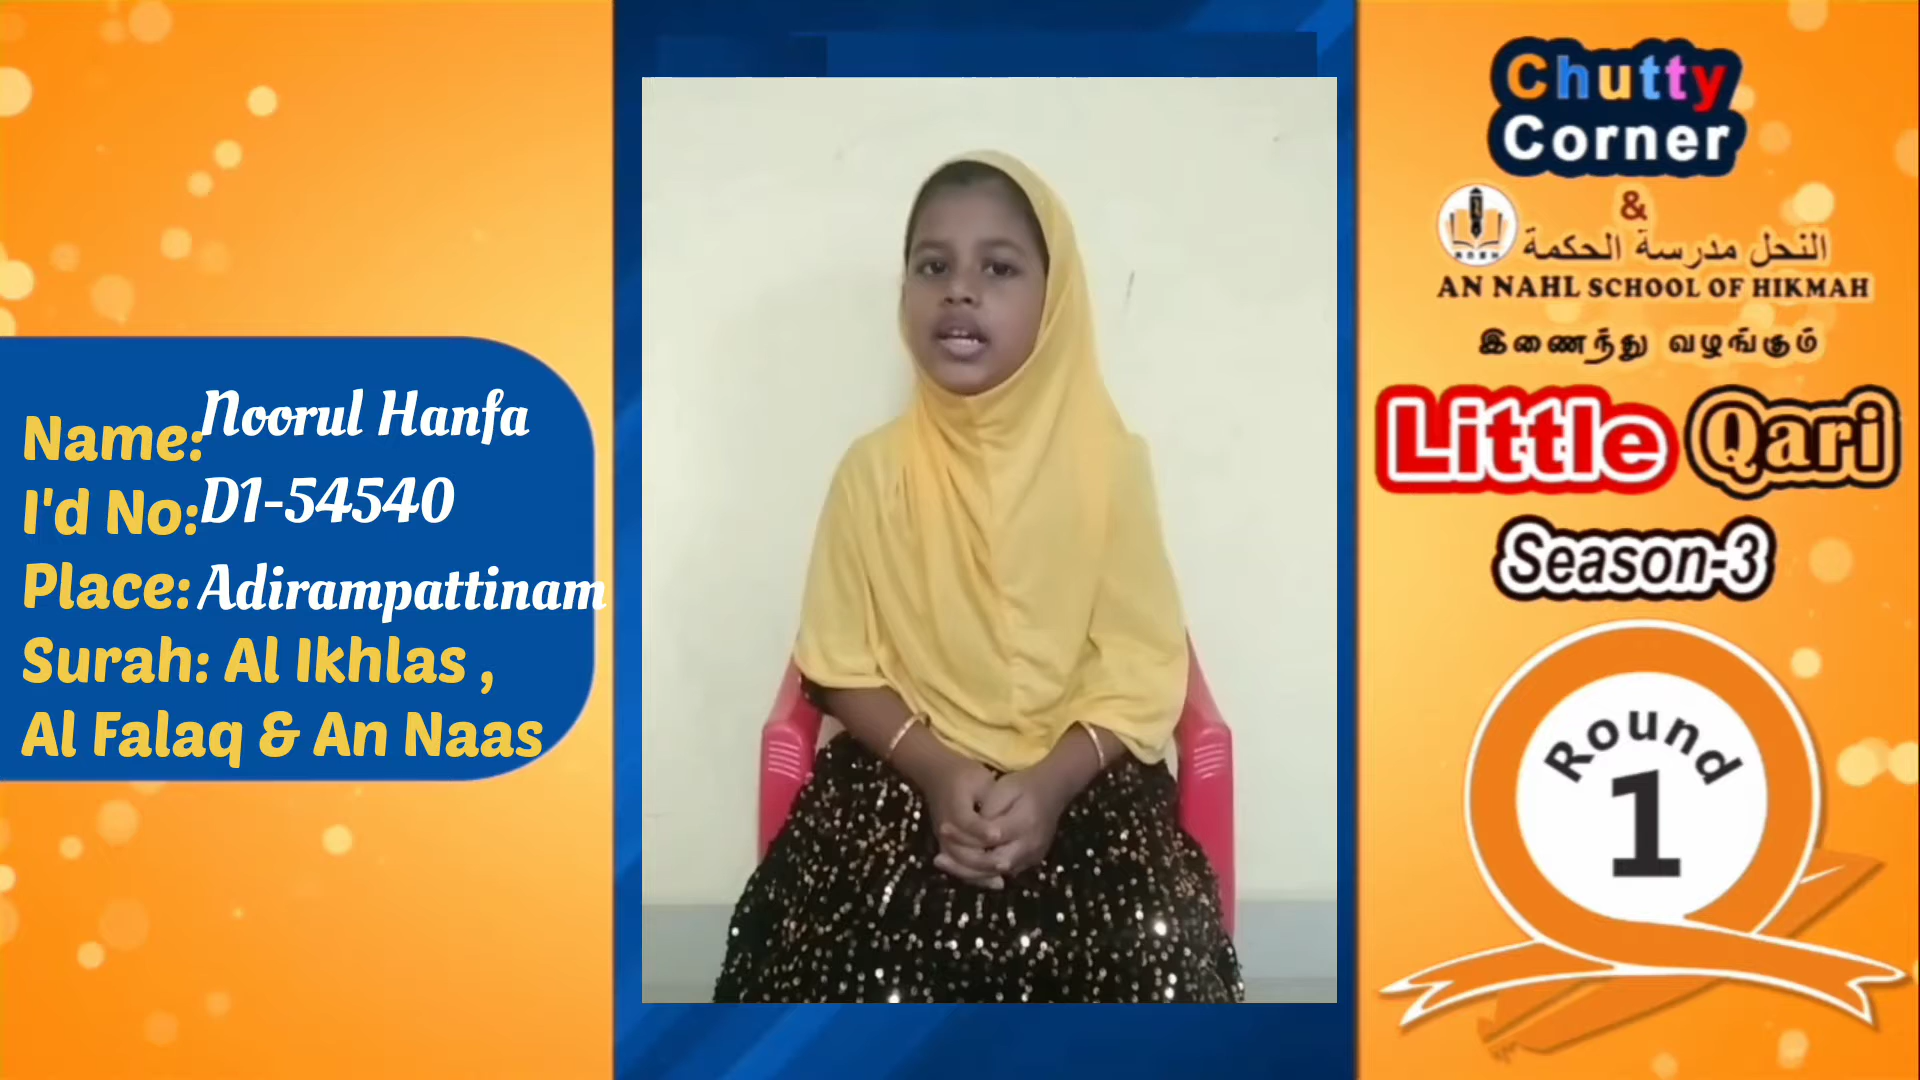 Name: Noorul Hanfa
I'd No: D1-54540
Place: Adirampattinam
Surah: Al Ikhlas ,
Al Falaq & An Naas
Chutty
Corner
&
النحل مدرسة الحكمة
AN NAHL SCHOOL OF HIKMAH
இணைந்து வழங்கும்
Little Qari
Season-3
Round
1